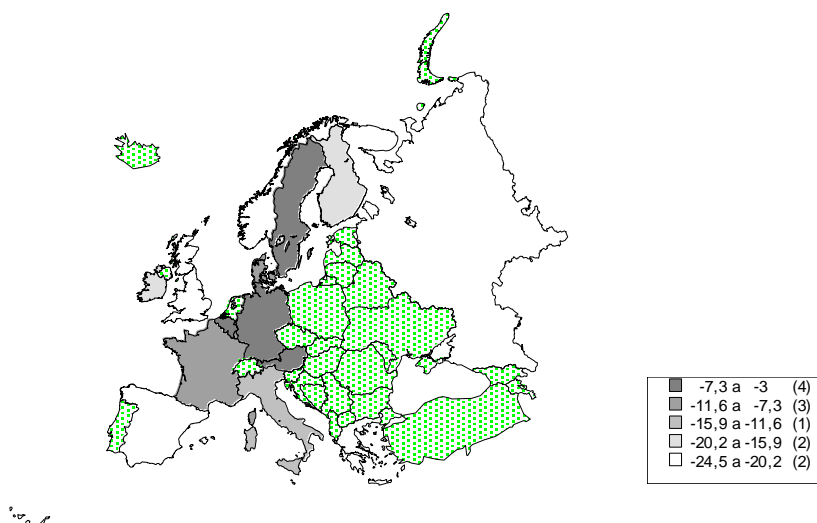 -7,3 a -3 (4)
-11,6 a -7,3 (3)
-15,9 a -11,6 (1)
-20,2 a -15,9 (2)
-24,5 a -20,2 (2)